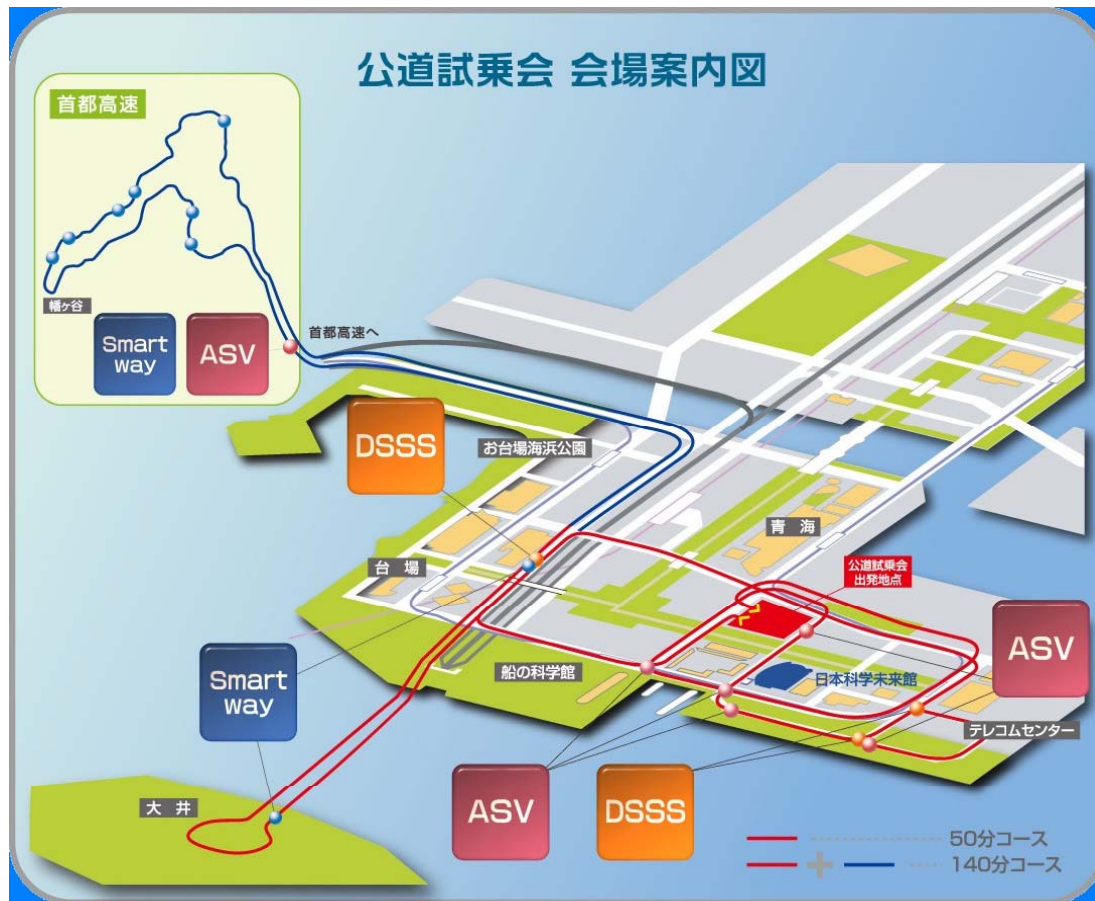 公道試乗会 会場案内図
首都高速
幡ヶ谷
Smart
way
ASV
首都高速へ
DSSS
お台場海浜公園
青海
台場
公道試乗会
出発地点
ASV
Smart
way
船の科学館
日本科学未来館
テレコムセンター
大井
ASV
DSSS
50分コース
140分コース